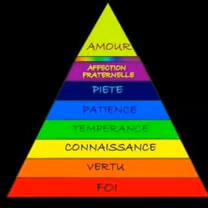 AMOUR
AFFECTION
FRATERNELLE
PIETE
PATIENCE
TEMPERANCE
CONNAISSANCE
VERTU
FOI